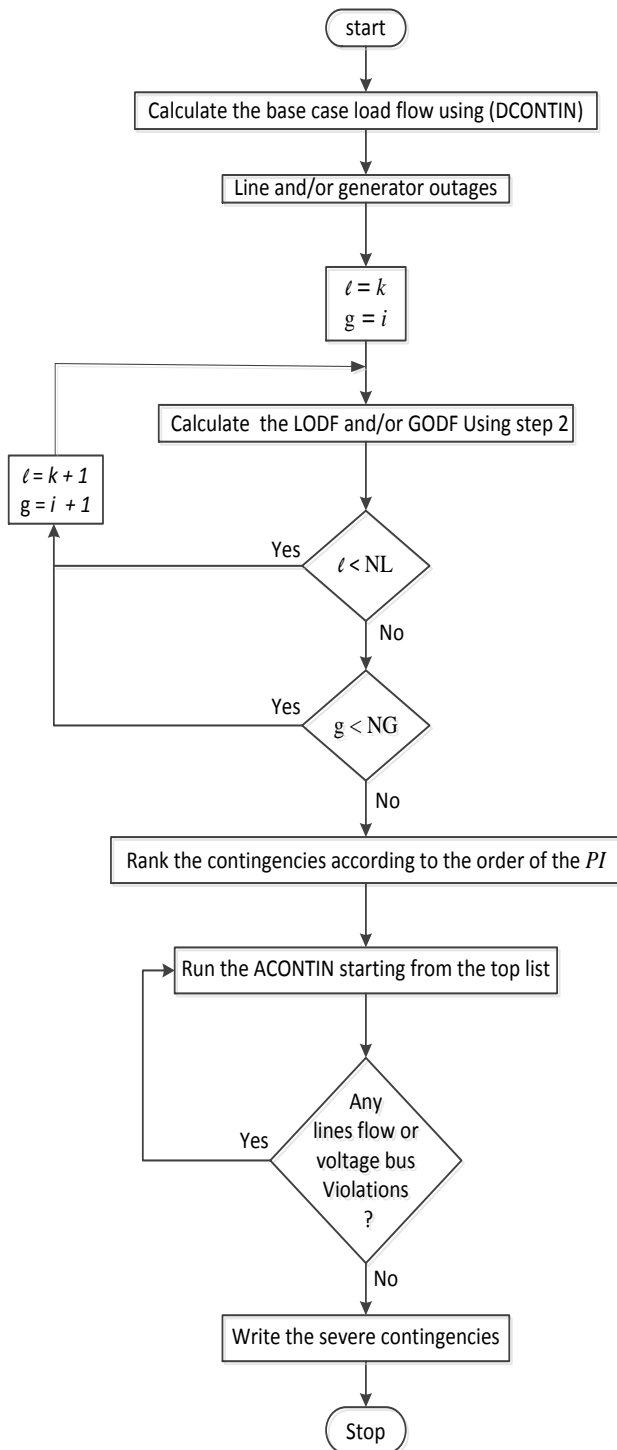 start
Calculate the base case load flow using (DCONTIN)
Line and/or generator outages
ℓ = k
g = i
Calculate the LODF and/or GODF Using step 2
ℓ = k + 1
g = i + 1
Yes
ℓ < NL
No
Yes
g < NG
No
Rank the contingencies according to the order of the PI
Run the ACONTIN starting from the top list
Any
lines flow or
voltage bus
Violations
?
Yes
No
Write the severe contingencies
Stop